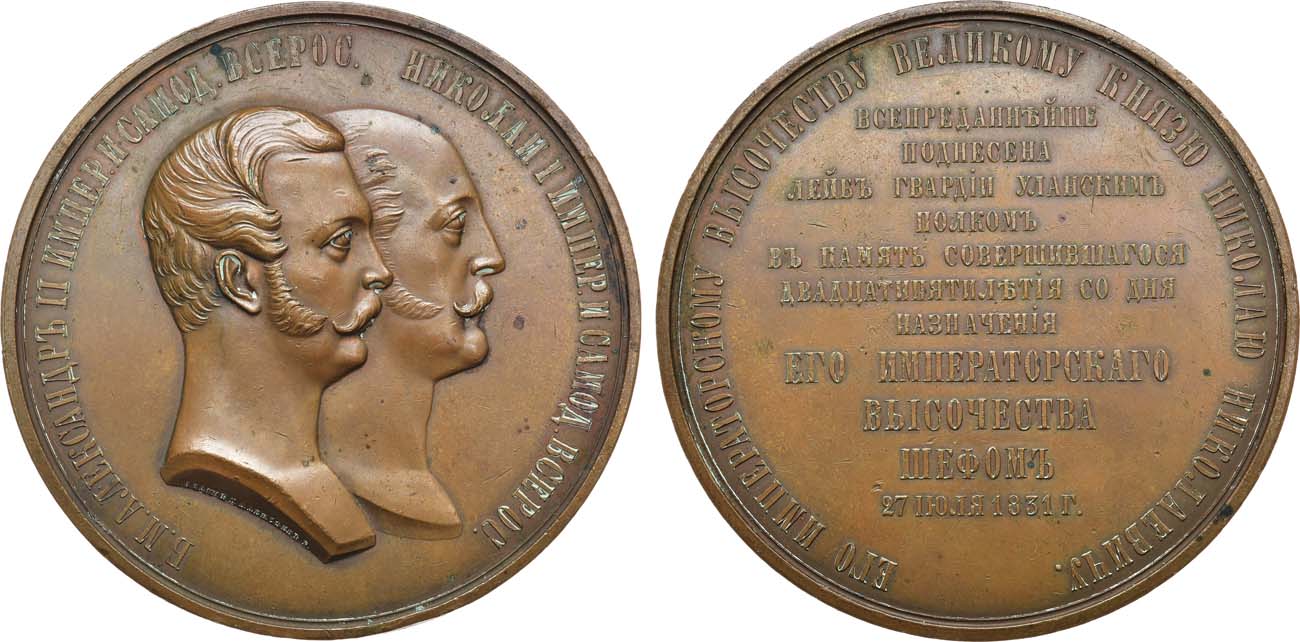 Б. М. АЛЕКСАНДРЪ II ИМПЕР. И САМОД. ВСЕРОС. НИКОЛАЙ I ИМПЕР. И САМОД. ВСЕРОС.
ЕГО ИМПЕРАТОРСКОМУ ВЫСОЧЕСТВУ ВЕЛИКОМУ КНЯЗЮ НИКОЛАЮ НИКОЛАЕВИЧУ.
ВСЕПРЕДАННѢЙШЕ
ПОДНЕСЕНА
ЛЕЙБЪ ГВАРДІИ УЛАНСКИМЪ
ПОЛКОМЪ
ВЪ ПАМЯТЬ СОВЕРШИВШАГОСЯ
ДВАДЦАТИПЯТИЛѢТІЯ СО ДНЯ
НАЗНАЧЕНІЯ
ЕГО ИМПЕРАТОРСКАГО
ВЫСОЧЕСТВА
ШЕФОМЪ
27 ІЮЛЯ 1831 Г.